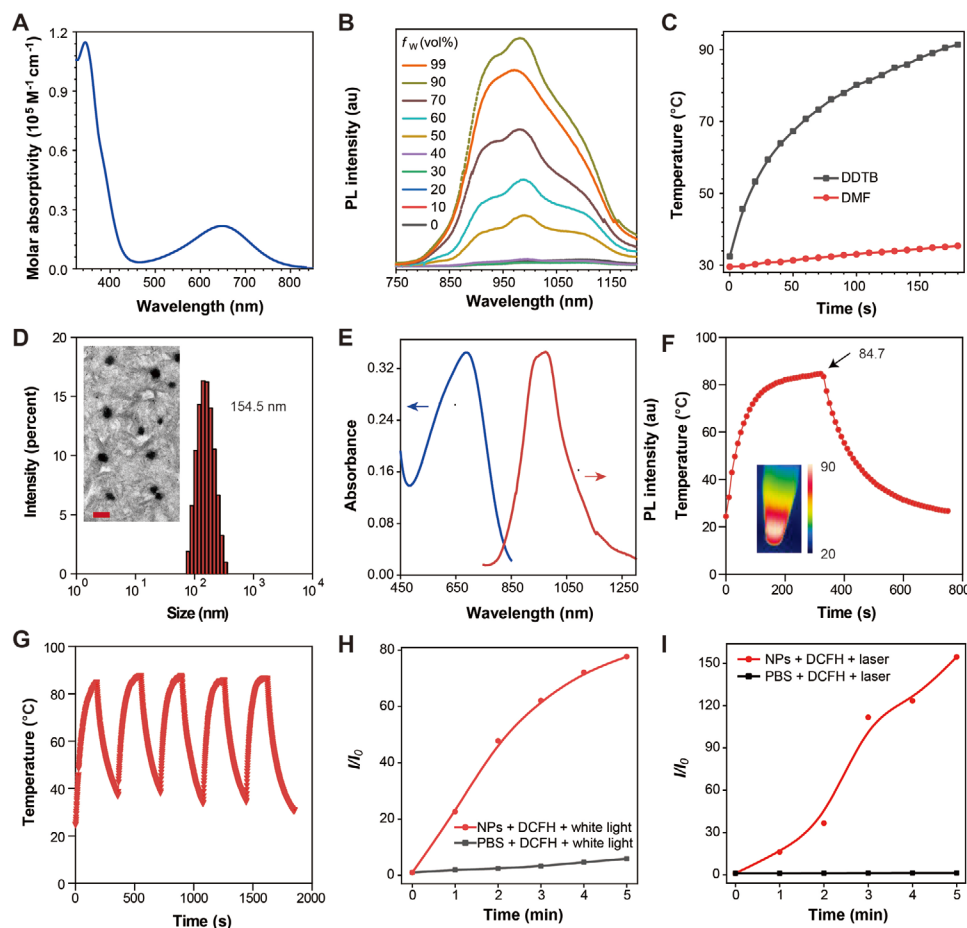 A
Molar absorptivity (10⁵ M⁻¹ cm⁻¹)
1.2
0.9
0.6
0.3
0.0
400 500 600 700 800
Wavelength (nm)
B
PL intensity (au)
f w (vol%)
99
90
70
60
50
40
30
20
10
0
750 850 950 1050 1150
Wavelength (nm)
C
Temperature (°C)
90
70
50
30
DDTB
DMF
0 50 100 150
Time (s)
D
Intensity (percent)
20
15
10
5
0
154.5 nm
10⁰ 10¹ 10² 10³ 10⁴
Size (nm)
E
Absorbance
0.32
0.24
0.16
0.08
0.00
PL intensity (au)
450 650 850 1050 1250
Wavelength (nm)
F
Temperature (°C)
100
80
60
40
20
0
84.7
90
20
0 200 400 600 800
Time (s)
G
Temperature (°C)
100
80
60
40
20
0
0 500 1000 1500 2000
Time (s)
H
I/I₀
80
60
40
20
0
NPs + DCFH + white light
PBS + DCFH + white light
0 1 2 3 4 5
Time (min)
I
I/I₀
150
120
90
60
30
0
NPs + DCFH + laser
PBS + DCFH + laser
0 1 2 3 4 5
Time (min)